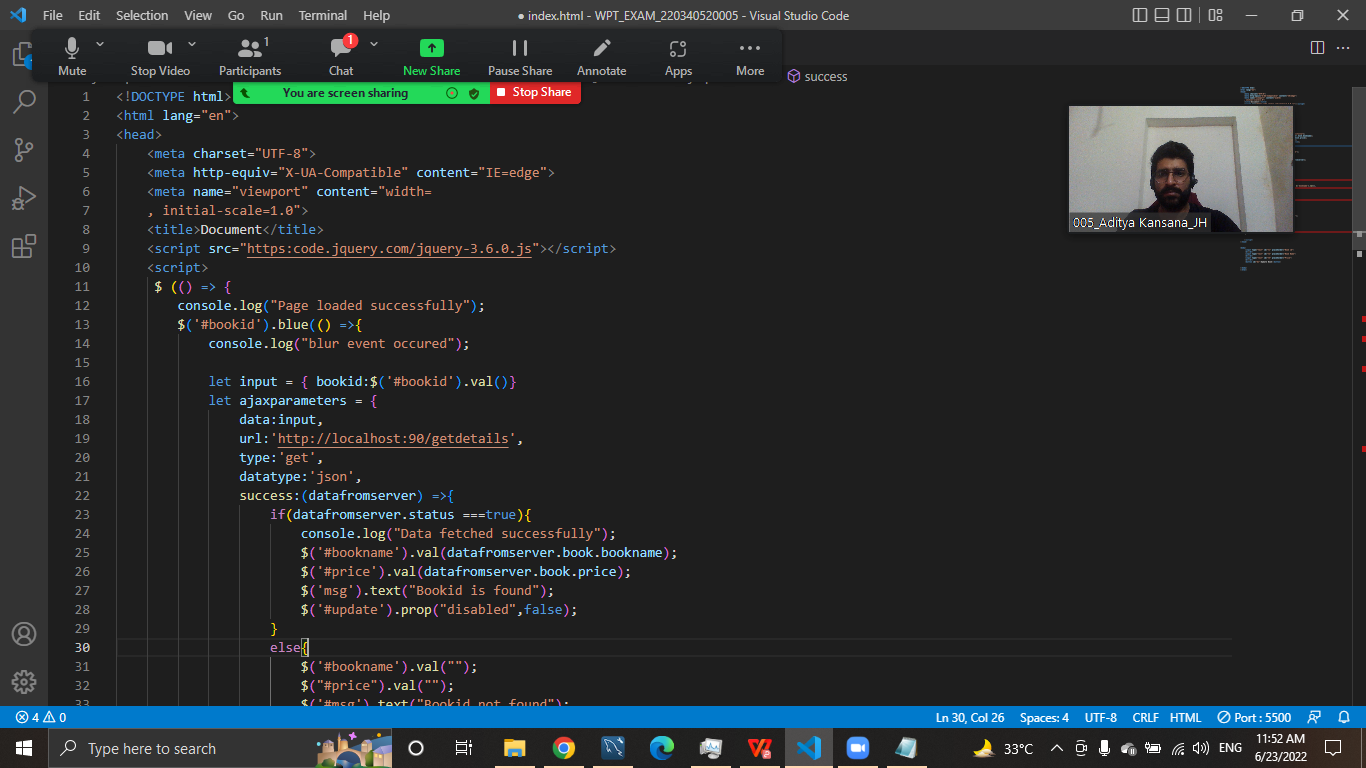 File Edit Selection View Go Run Terminal Help
● index.html - WPT_EXAM_220340520005 - Visual Studio Code
1
1
Mute Stop Video Participants Chat New Share Pause Share Annotate Apps More
success
You are screen sharing Stop Share
1 <!DOCTYPE html>
2 <html lang="en">
3 <head>
4 <meta charset="UTF-8">
5 <meta http-equiv="X-UA-Compatible" content="IE=edge">
6 <meta name="viewport" content="width=
7 , initial-scale=1.0">
8 <title>Document</title>
9 <script src="https:code.jquery.com/jquery-3.6.0.js"></script>
10 <script>
11 $ (() => {
12 console.log("Page loaded successfully");
13 $('#bookid').blue(() =>{
14 console.log("blur event occured");
15
16 let input = { bookid:$('#bookid').val()}
17 let ajaxparameters = {
18 data:input,
19 url:'http://localhost:90/getdetails',
20 type:'get',
21 datatype:'json',
22 success:(datafromserver) =>{
23 if(datafromserver.status ===true){
24 console.log("Data fetched successfully");
25 $('#bookname').val(datafromserver.book.bookname);
26 $('#price').val(datafromserver.book.price);
27 $('msg').text("Bookid is found");
28 $('#update').prop("disabled",false);
29 }
30 else{
31 $('#bookname').val("");
32 $("#price").val("");
33 $('#msg').text("Bookid not found");
005_Aditya Kansana_JH
4 0
Ln 30, Col 26 Spaces: 4 UTF-8 CRLF HTML Port : 5500
Type here to search
33°C
ENG
11:52 AM
6/23/2022